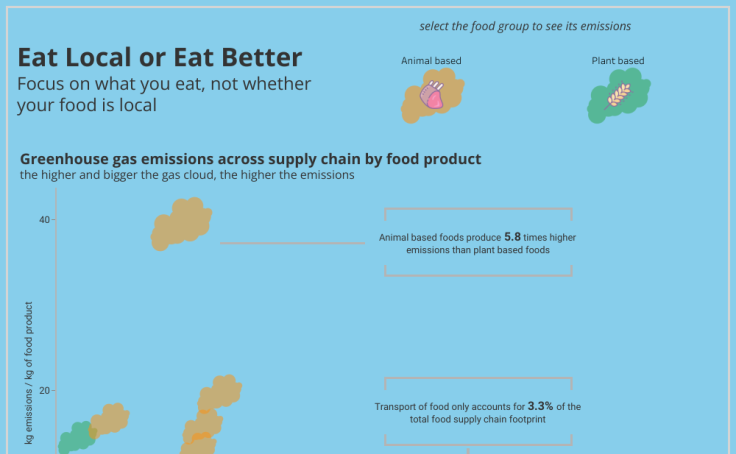 select the food group to see its emissions
Eat Local or Eat Better
Focus on what you eat, not whether
your food is local
Animal based
Plant based
Greenhouse gas emissions across supply chain by food product
the higher and bigger the gas cloud, the higher the emissions
40
Animal based foods produce 5.8 times higher
emissions than plant based foods
kg emissions / kg of food product
20
Transport of food only accounts for 3.3% of the
total food supply chain footprint